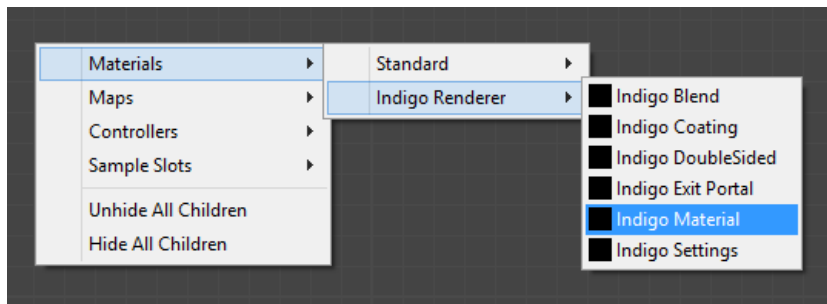 Materials
Maps
Controllers
Sample Slots
Unhide All Children
Hide All Children
Standard
Indigo Renderer
Indigo Blend
Indigo Coating
Indigo DoubleSided
Indigo Exit Portal
Indigo Material
Indigo Settings